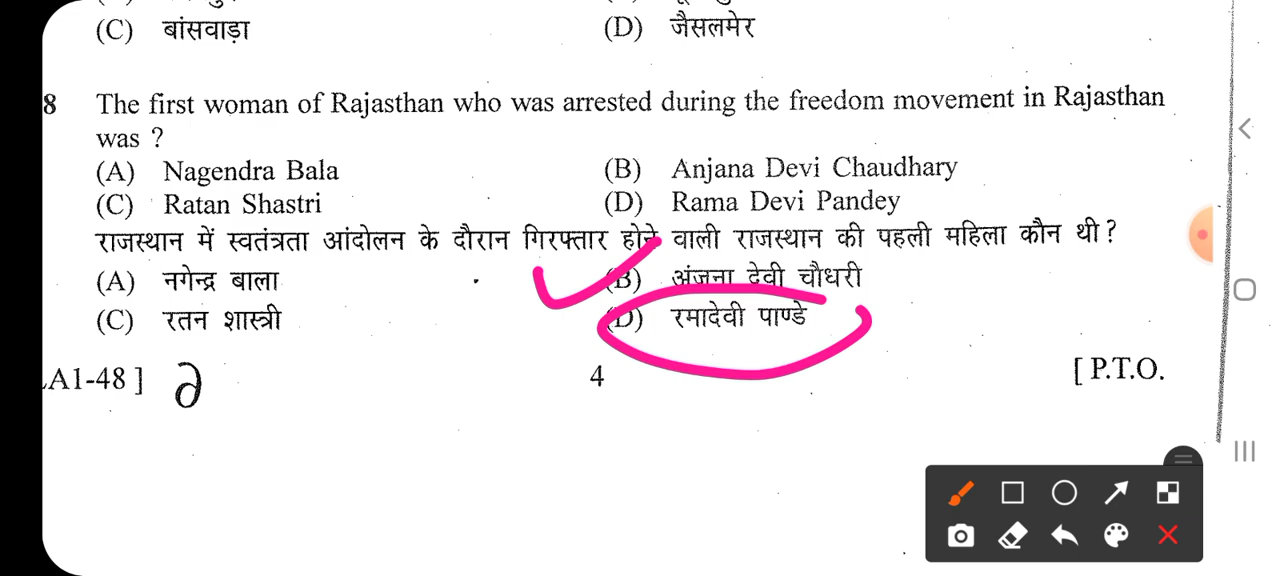 (C) बांसवाड़ा (D) जैसलमेर
8 The first woman of Rajasthan who was arrested during the freedom movement in Rajasthan
was ?
(A) Nagendra Bala (B) Anjana Devi Chaudhary
(C) Ratan Shastri (D) Rama Devi Pandey
राजस्थान में स्वतंत्रता आंदोलन के दौरान गिरफ्तार होने वाली राजस्थान की पहली महिला कौन थी ?
(A) नगेन्द्र बाला (B) अंजना देवी चौधरी
(C) रतन शास्त्री (D) रमादेवी पाण्डे
A1-48 ] 4 [ P.T.O.